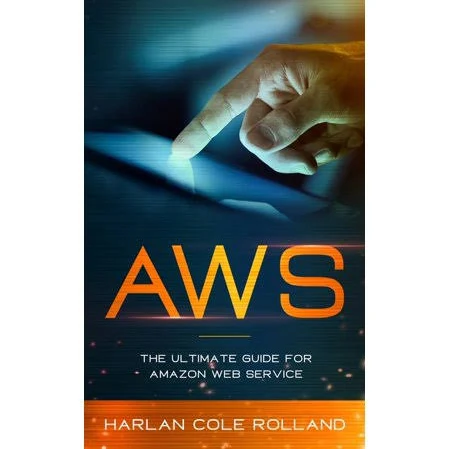 AWS
THE ULTIMATE GUIDE FOR
AMAZON WEB SERVICE
HARLAN COLE ROLLAND